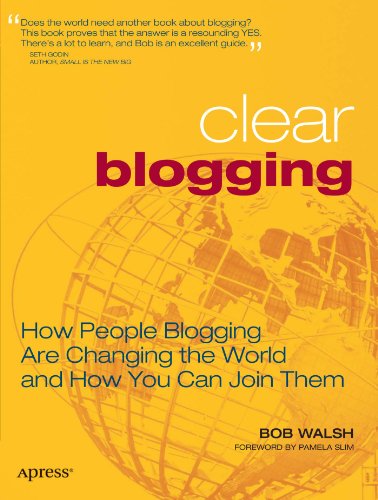 “Does the world need another book about blogging?
This book proves that the answer is a resounding YES.
There's a lot to learn, and Bob is an excellent guide.”
SETH GODIN
AUTHOR, SMALL IS THE NEW BIG
clear
blogging
How People Blogging
Are Changing the World
and How You Can Join Them
BOB WALSH
FOREWORD BY PAMELA SLIM
Apress®